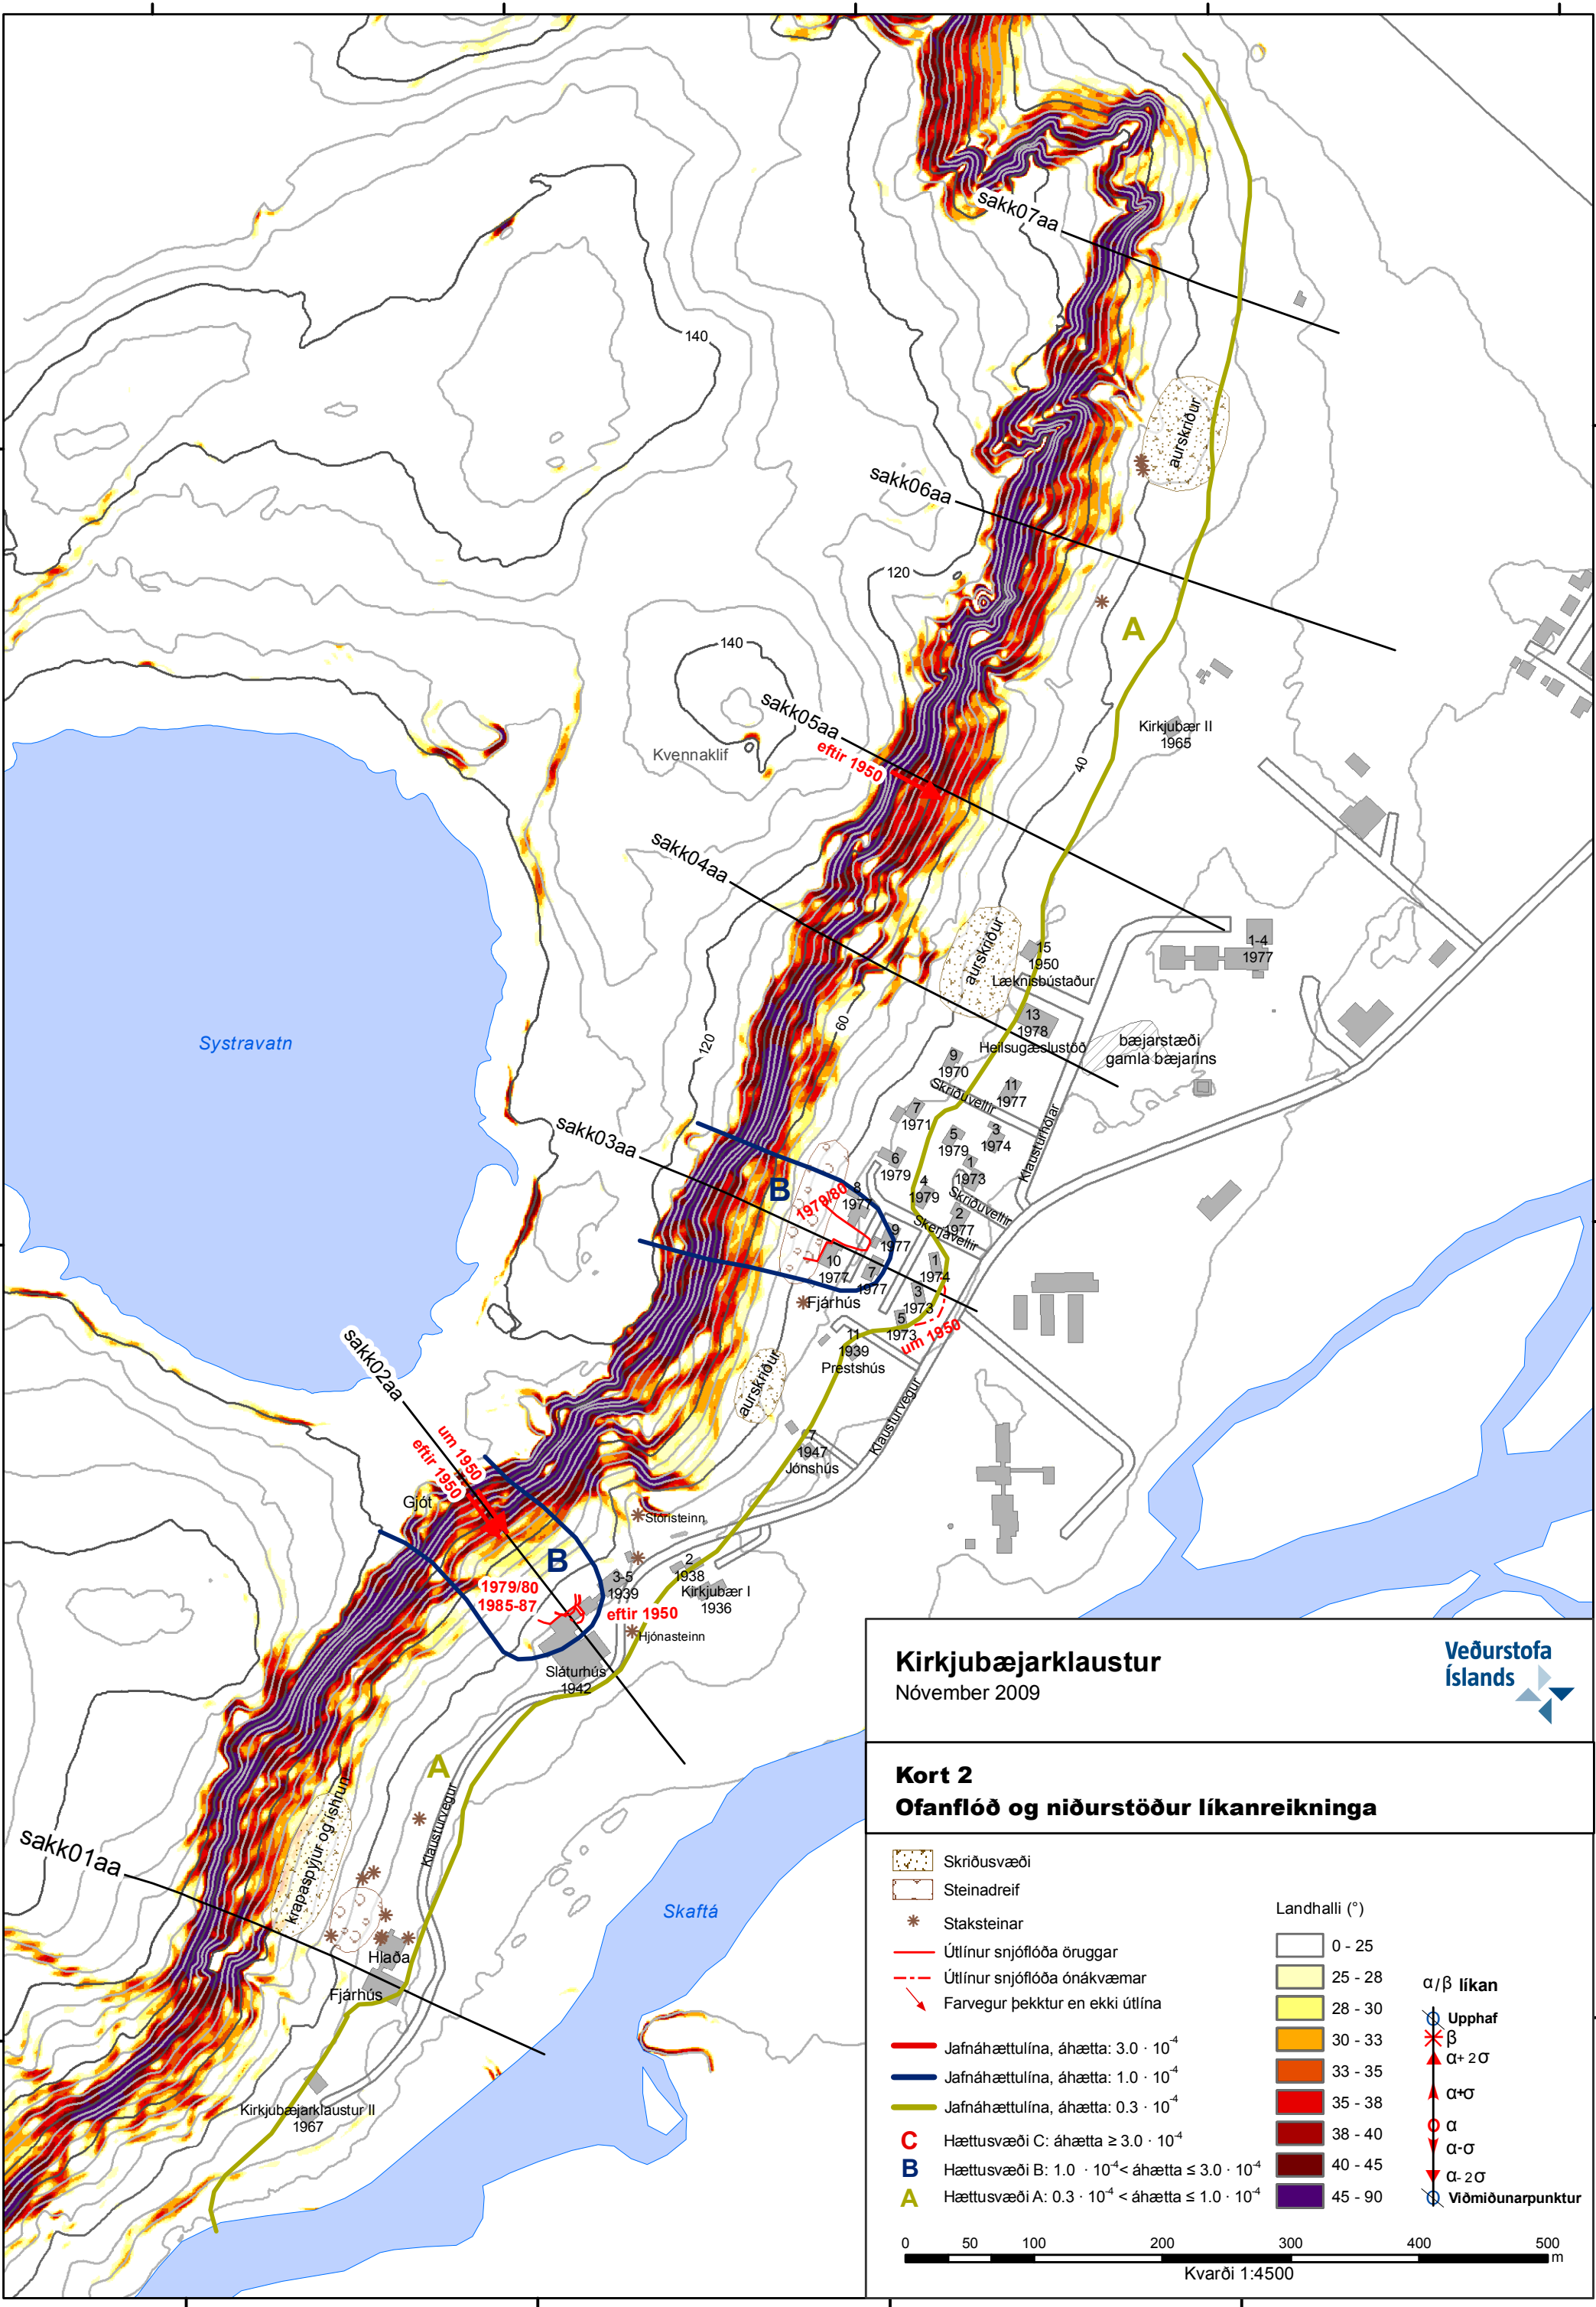 sakk07aa
140
aurskriður
sakk06aa
120
A
140
sakk05aa
eftir 1950
Kvennaklif
Kirkjubær II
1965
40
sakk04aa
aurskriður
15
1950
Læknisbústaður
1-4
1977
13
1978
Heilsugæslustöð
bæjarstæði
gamla bæjarins
Systravatn
60
120
9
1970
Skriðuvellir
11
1977
7
1971
5
1979
3
1974
Klausturhólar
sakk03aa
6
1979
1
1973
4
1979
Skriðuvellir
B
8
1977
1979/80
2
1977
Skerjavellir
9
1977
10
1977
7
1977
1
1974
3
1973
Fjárhús
5
1973
um 1950
11
1939
Prestshús
aurskriður
sakk02aa
Klausturvegur
7
1947
Jónshús
um 1950
eftir 1950
Gjót
Stóristeinn
B
1979/80
1985-87
3-5
1939
2
1938
Kirkjubær I
1936
eftir 1950
Hjónasteinn
Sláturhús
1942
A
Klausturvegur
krapaspýjur og íshrun
sakk01aa
Skaftá
Hlaða
Fjárhús
Kirkjubæjarklaustur II
1967
Kirkjubæjarklaustur
Nóvember 2009
Veðurstofa
Íslands
Kort 2
Ofanflóð og niðurstöður líkanreikninga
Skriðusvæði
Steinadreif
Staksteinar
Útlínur snjóflóða öruggar
Útlínur snjóflóða ónákvæmar
Farvegur þekktur en ekki útlína
Jafnáhættulína, áhætta: 3.0 · 10⁻⁴
Jafnáhættulína, áhætta: 1.0 · 10⁻⁴
Jafnáhættulína, áhætta: 0.3 · 10⁻⁴
C Hættusvæði C: áhætta ≥ 3.0 · 10⁻⁴
B Hættusvæði B: 1.0 · 10⁻⁴ < áhætta ≤ 3.0 · 10⁻⁴
A Hættusvæði A: 0.3 · 10⁻⁴ < áhætta ≤ 1.0 · 10⁻⁴
Landhalli (°)
0 - 25
25 - 28
28 - 30
30 - 33
33 - 35
35 - 38
38 - 40
40 - 45
45 - 90
α/β líkan
Upphaf
β
α+ 2σ
α+σ
α
α-σ
α- 2σ
Viðmiðunarpunktur
0 50 100 200 300 400 500
m
Kvarði 1:4500